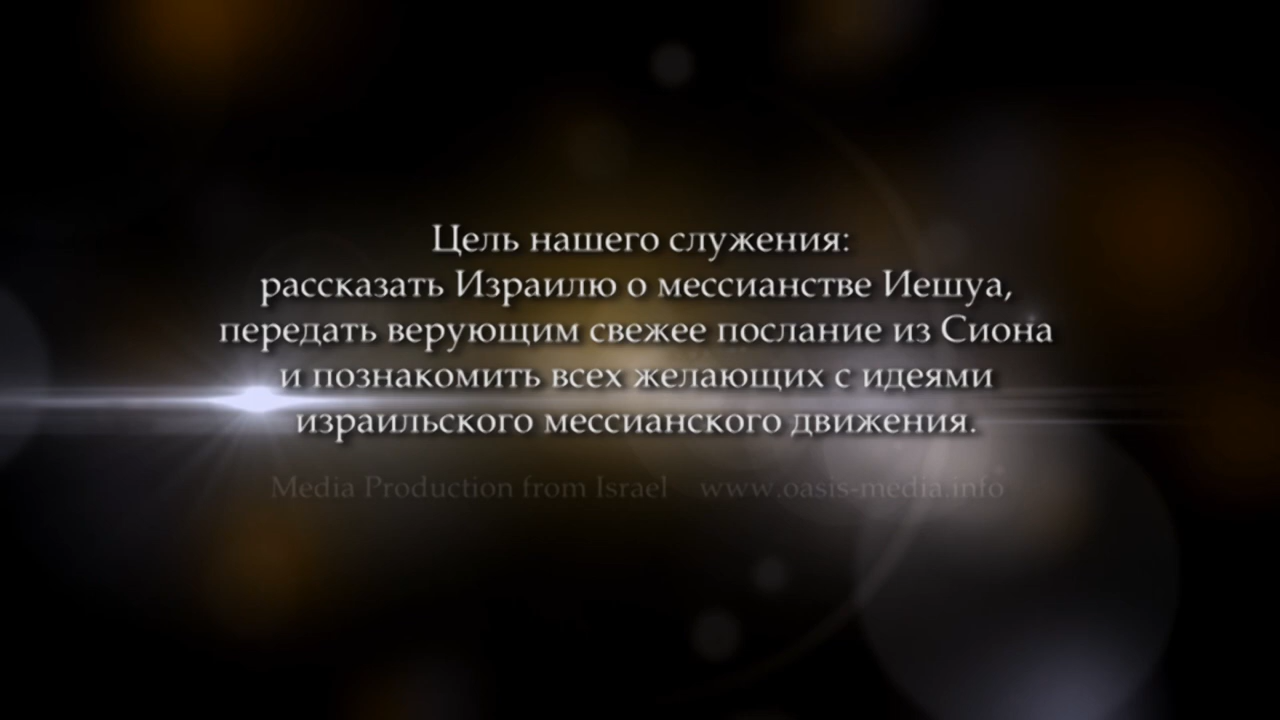 Цель нашего служения:
рассказать Израилю о мессианстве Иешуа,
передать верующим свежее послание из Сиона
и познакомить всех желающих с идеями
израильского мессианского движения.
Media Production from Israel www.oasis-media.info